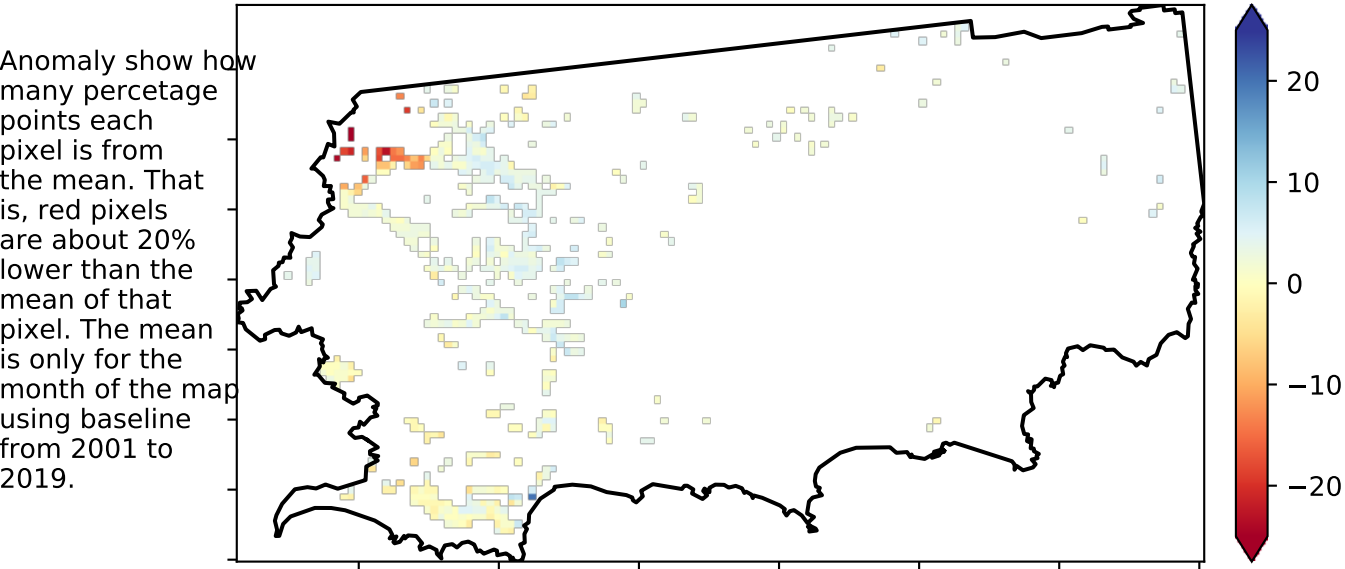 Anomaly show how
many percetage
points each
pixel is from
the mean. That
is, red pixels
are about 20%
lower than the
mean of that
pixel. The mean
is only for the
month of the map
using baseline
from 2001 to
2019.
20
10
0
−10
−20